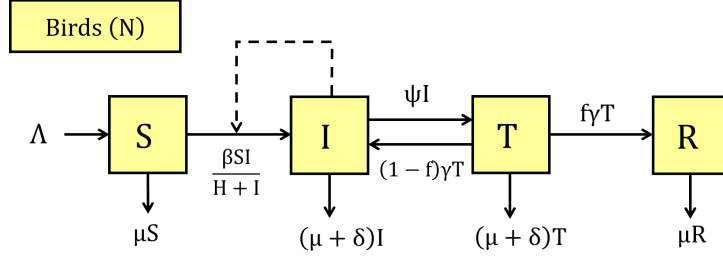 Birds (N)
Λ
S
βSI
H + I
I
ψI
(1 − f)γT
T
fγT
R
μS
(μ + δ)I
(μ + δ)T
μR